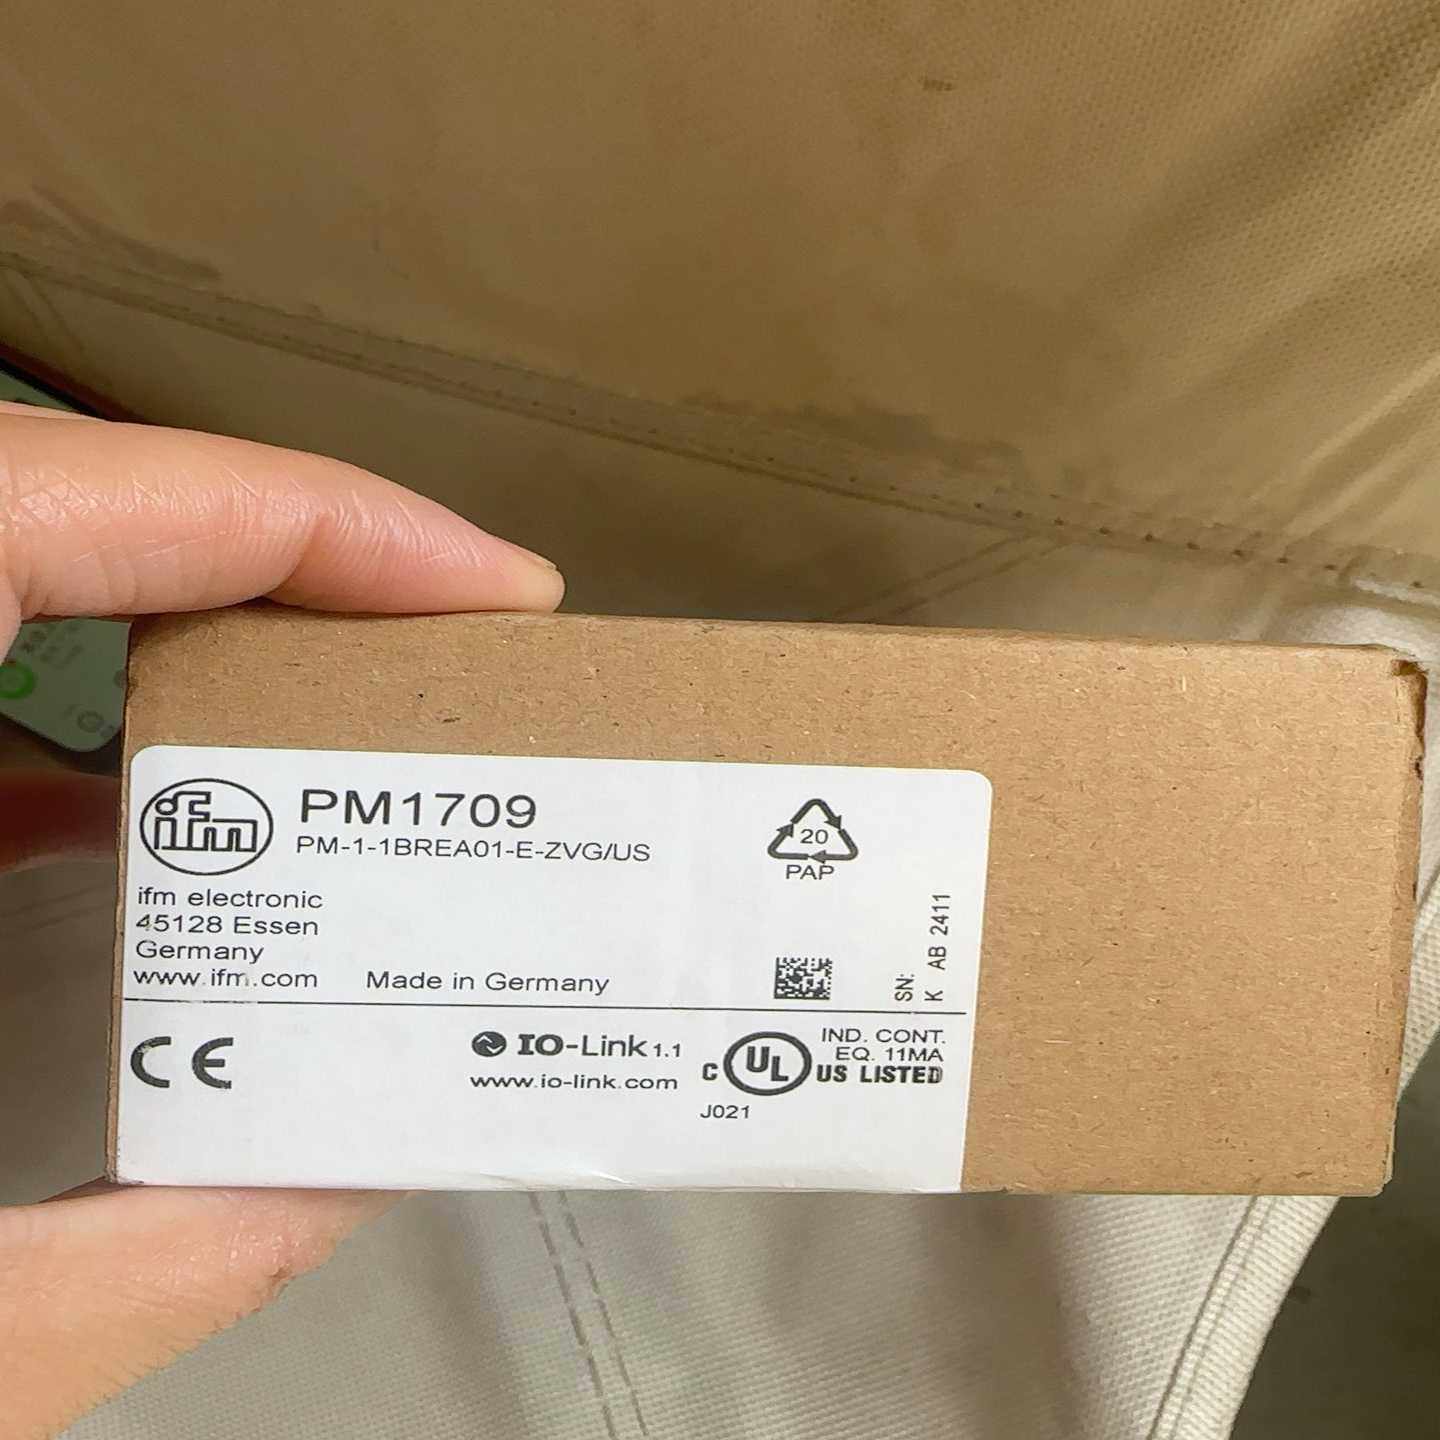 ifm
PM1709
PM-1-1BREA01-E-ZVG/US
ifm electronic
45128 Essen
Germany
www.ifm.com
Made in Germany
20
PAP
SN:
K AB 2411
CE
IO-Link 1.1
www.io-link.com
C UL US LISTED
IND. CONT.
EQ. 11MA
J021